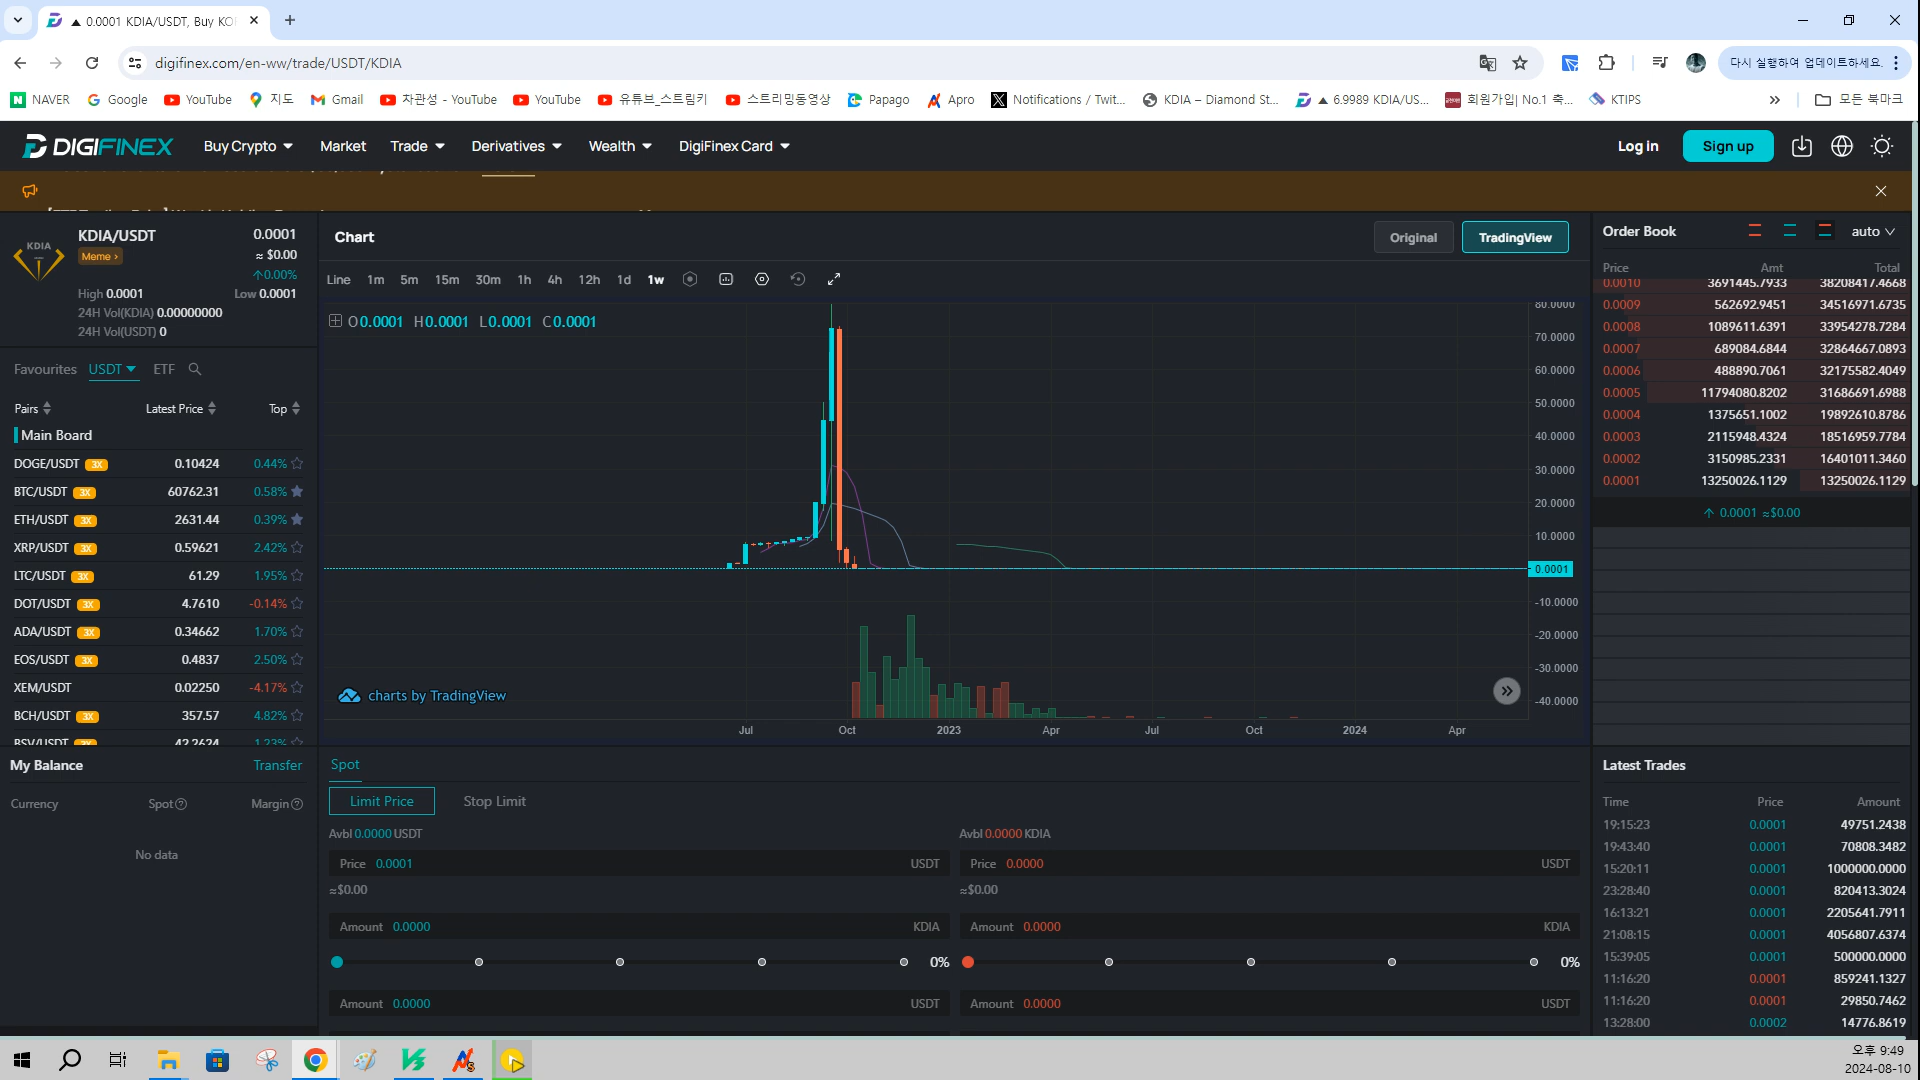 ▲ 0.0001 KDIA/USDT, Buy KO
digifinex.com/en-ww/trade/USDT/KDIA
다시 실행하여 업데이트하세요.
NAVER Google YouTube 지도 Gmail 차관성 - YouTube YouTube 유튜브_스트림키 스트리밍동영상 Papago Apro Notifications / Twit... KDIA – Diamond St... ▲ 6.9989 KDIA/US... 회원가입| No.1 축... KTIPS » 모든 북마크
DIGIFINEX Buy Crypto Market Trade Derivatives Wealth DigiFinex Card Log in Sign up
KDIA
KDIA/USDT 0.0001
Meme > ≈ $0.00
↑0.00%
High 0.0001 Low 0.0001
24H Vol(KDIA) 0.00000000
24H Vol(USDT) 0
Favourites USDT ETF
Pairs Latest Price Top
Main Board
DOGE/USDT 3X 0.10424 0.44%
BTC/USDT 3X 60762.31 0.58%
ETH/USDT 3X 2631.44 0.39%
XRP/USDT 3X 0.59621 2.42%
LTC/USDT 3X 61.29 1.95%
DOT/USDT 3X 4.7610 -0.14%
ADA/USDT 3X 0.34662 1.70%
EOS/USDT 3X 0.4837 2.50%
XEM/USDT 0.02250 -4.17%
BCH/USDT 3X 357.57 4.82%
BSV/USDT 3X 42.2624 1.23%
My Balance Transfer
Currency Spot Margin
No data
Chart Original TradingView
Line 1m 5m 15m 30m 1h 4h 12h 1d 1w
O0.0001 H0.0001 L0.0001 C0.0001
80.0000
70.0000
60.0000
50.0000
40.0000
30.0000
20.0000
10.0000
0.0001
-10.0000
-20.0000
-30.0000
-40.0000
charts by TradingView
Jul Oct 2023 Apr Jul Oct 2024 Apr
Spot
Limit Price Stop Limit
Avbl 0.0000 USDT Avbl 0.0000 KDIA
Price 0.0001 USDT Price 0.0000 USDT
≈$0.00 ≈$0.00
Amount 0.0000 KDIA Amount 0.0000 KDIA
0% 0%
Amount 0.0000 USDT Amount 0.0000 USDT
Order Book auto
Price Amt Total
0.0010 3691445.7933 38208417.4668
0.0009 562692.9451 34516971.6735
0.0008 1089611.6391 33954278.7284
0.0007 689084.6844 32864667.0893
0.0006 488890.7061 32175582.4049
0.0005 11794080.8202 31686691.6988
0.0004 1375651.1002 19892610.8786
0.0003 2115948.4324 18516959.7784
0.0002 3150985.2331 16401011.3460
0.0001 13250026.1129 13250026.1129
↑ 0.0001 ≈$0.00
Latest Trades
Time Price Amount
19:15:23 0.0001 49751.2438
19:43:40 0.0001 70808.3482
15:20:11 0.0001 1000000.0000
23:28:40 0.0001 820413.3024
16:13:21 0.0001 2205641.7911
21:08:15 0.0001 4056807.6374
15:39:05 0.0001 500000.0000
11:16:20 0.0001 859241.1327
11:16:20 0.0001 29850.7462
13:28:00 0.0002 14776.8619
오후 9:49
2024-08-10